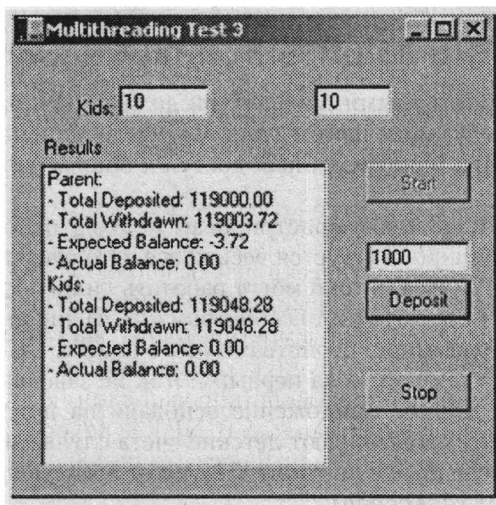 Multithreading Test 3
Kids: 10 10
Results
Parent:
- Total Deposited: 119000.00
- Total Withdrawn: 119003.72
- Expected Balance: -3.72
- Actual Balance: 0.00
Kids:
- Total Deposited: 119048.28
- Total Withdrawn: 119048.28
- Expected Balance: 0.00
- Actual Balance: 0.00
Start
1000
Deposit
Stop